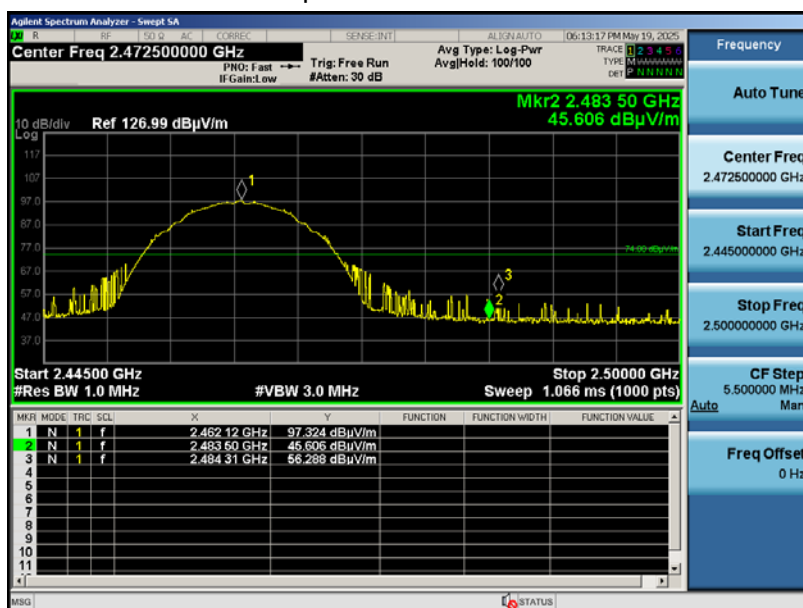 Agilent Spectrum Analyzer - Swept SA
R RF 50 Ω AC CORREC SENSE:INT ALIGN AUTO 06:13:17 PM May 19, 2025
Center Freq 2.472500000 GHz
PNO: Fast
IFGain:Low
Trig: Free Run
#Atten: 30 dB
Avg Type: Log-Pwr
Avg|Hold: 100/100
TRACE 1 2 3 4 5 6
TYPE M WWWWW
DET P N N N N N
Mkr2 2.483 50 GHz
45.606 dBµV/m
10 dB/div Ref 126.99 dBµV/m
Log
117
107
97.0
87.0
77.0
67.0
57.0
47.0
37.0
1
2
3
74.00 dBµV/m
Start 2.44500 GHz Stop 2.50000 GHz
#Res BW 1.0 MHz #VBW 3.0 MHz Sweep 1.066 ms (1000 pts)
MKR MODE TRC SCL X Y FUNCTION FUNCTION WIDTH FUNCTION VALUE
1 N 1 f 2.462 12 GHz 97.324 dBµV/m
2 N 1 f 2.483 50 GHz 45.606 dBµV/m
3 N 1 f 2.484 31 GHz 56.288 dBµV/m
4
5
6
7
8
9
10
11
MSG STATUS
Frequency
Auto Tune
Center Freq
2.472500000 GHz
Start Freq
2.445000000 GHz
Stop Freq
2.500000000 GHz
CF Step
5.500000 MHz
Auto Man
Freq Offset
0 Hz